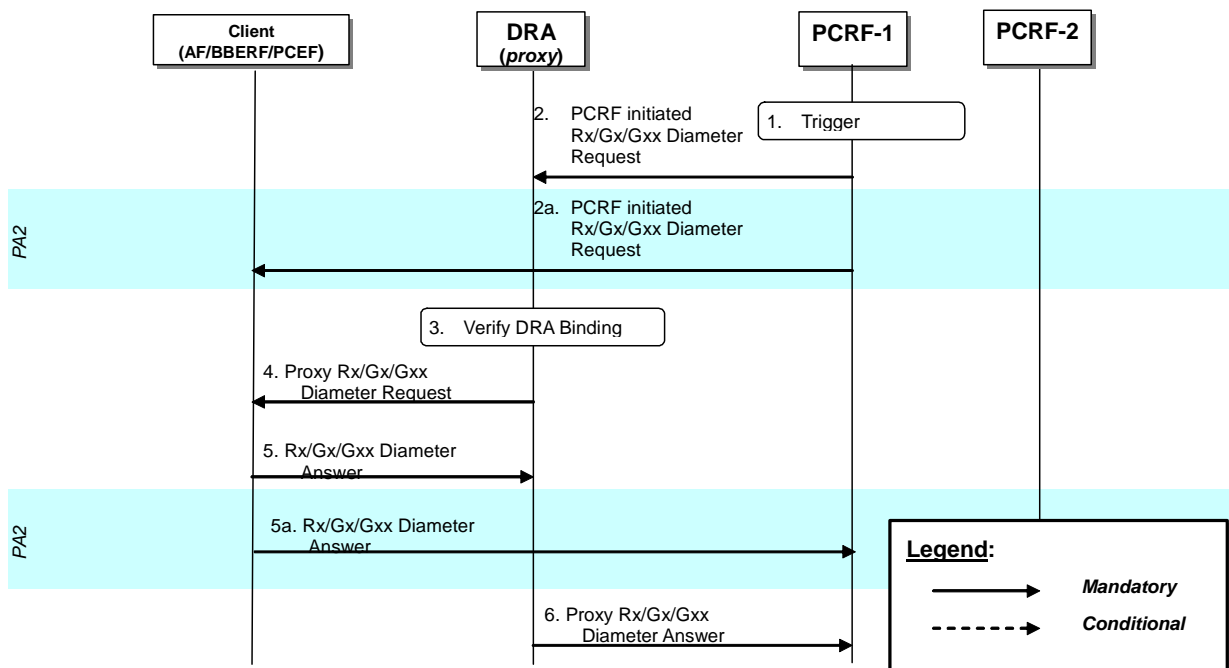 Client
(AF/BBERF/PCEF)
DRA
(proxy)
PCRF-1
PCRF-2
1. Trigger
2. PCRF initiated
Rx/Gx/Gxx Diameter
Request
PA2
2a. PCRF initiated
Rx/Gx/Gxx Diameter
Request
3. Verify DRA Binding
4. Proxy Rx/Gx/Gxx
Diameter Request
5. Rx/Gx/Gxx Diameter
Answer
PA2
5a. Rx/Gx/Gxx Diameter
Answer
6. Proxy Rx/Gx/Gxx
Diameter Answer
Legend:
Mandatory
Conditional